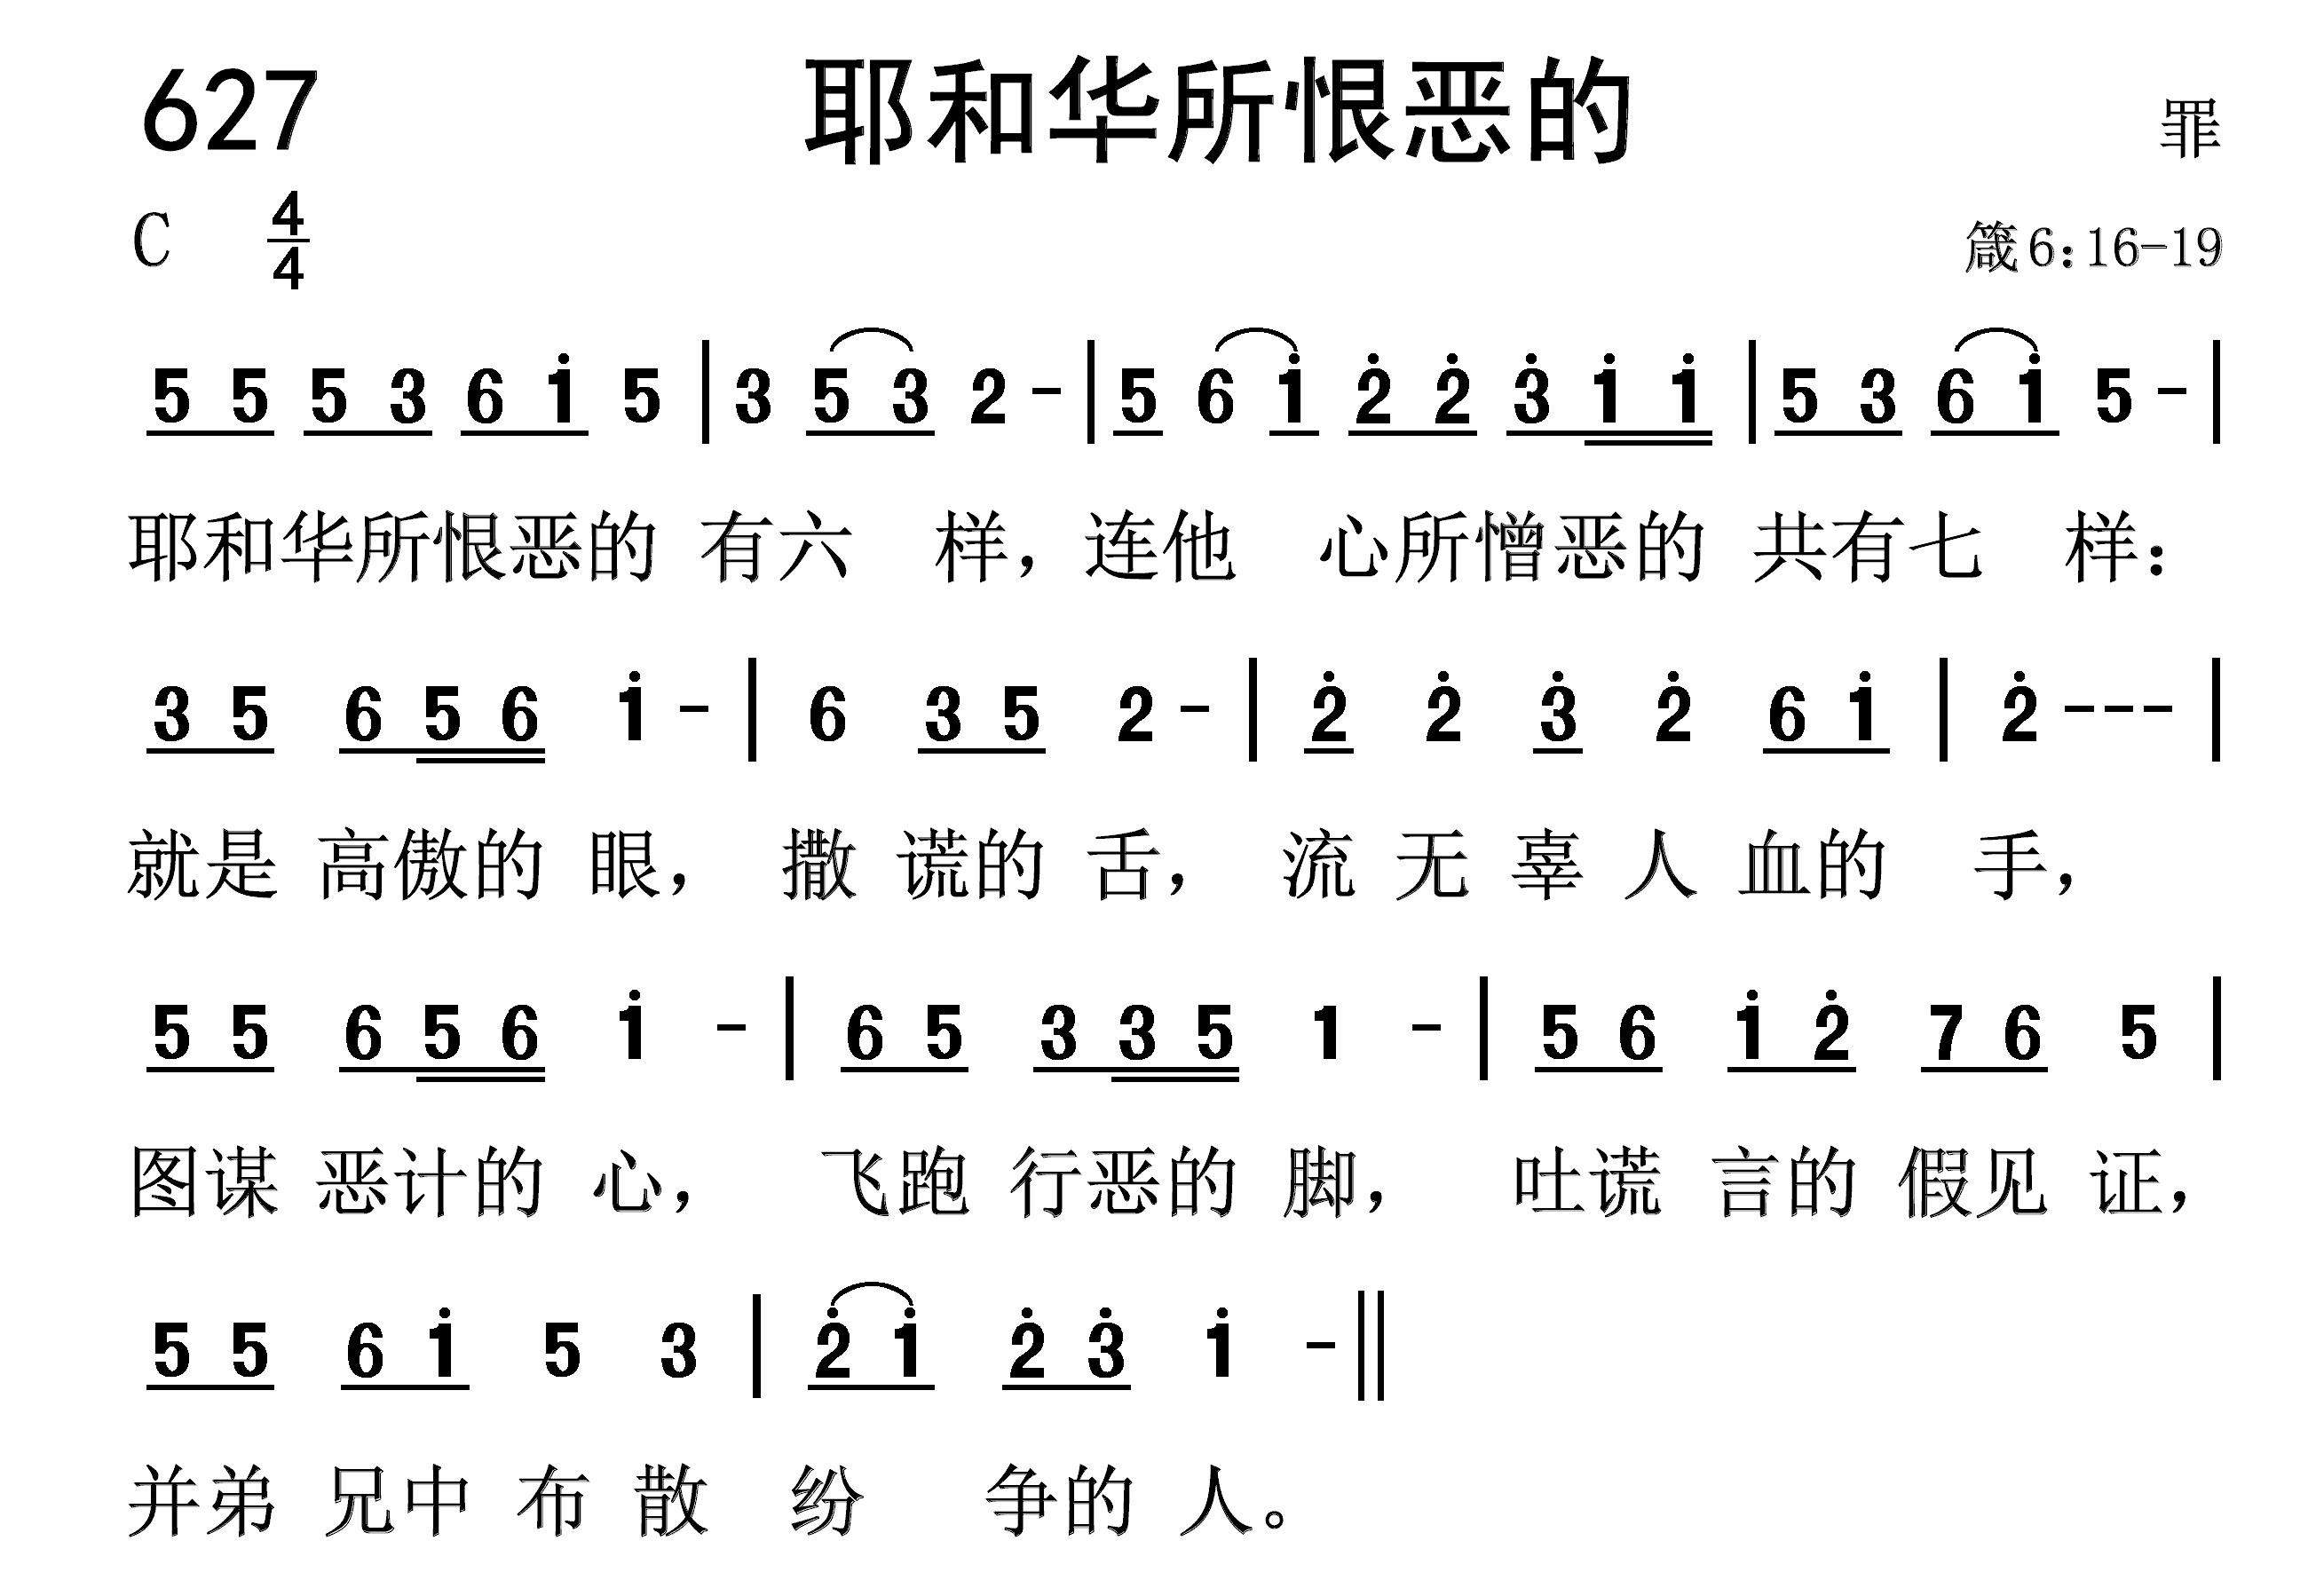 627 耶和华所恨恶的 罪
C 4/4 箴6：16-19
5 5 5 3 6 i 5 | 3 5 3 2 - | 5 6 i 2̇ 2̇ 3̇ i i | 5 3 6 i 5 - |
耶和华所恨恶的 有六 样，连他 心所憎恶的 共有七 样：
3 5 6 5 6 i - | 6 3 5 2 - | 2̇ 2̇ 3̇ 2̇ 6 i | 2̇ - - - |
就是 高傲的 眼， 撒 谎的 舌， 流 无 辜 人 血的 手，
5 5 6 5 6 i - | 6 5 3 3 5 1 - | 5 6 i 2̇ 7 6 5 |
图谋 恶计的 心， 飞跑 行恶的 脚， 吐谎 言的 假见 证，
5 5 6 i 5 3 | 2̇ i 2̇ 3̇ i - ||
并弟 兄中 布 散 纷 争的 人。